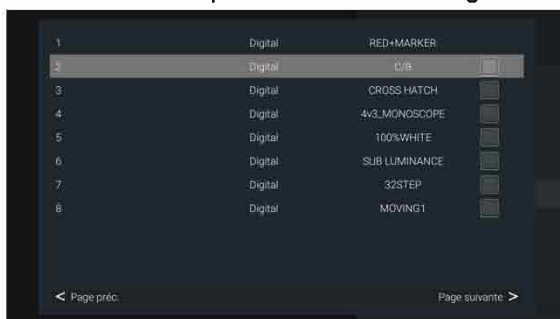 1 Digital RED+MARKER
2 Digital C/B
3 Digital CROSS HATCH
4 Digital 4v3_MONOSCOPE
5 Digital 100%WHITE
6 Digital SUB LUMINANCE
7 Digital 32STEP
8 Digital MOVING1
< Page préc. Page suivante >